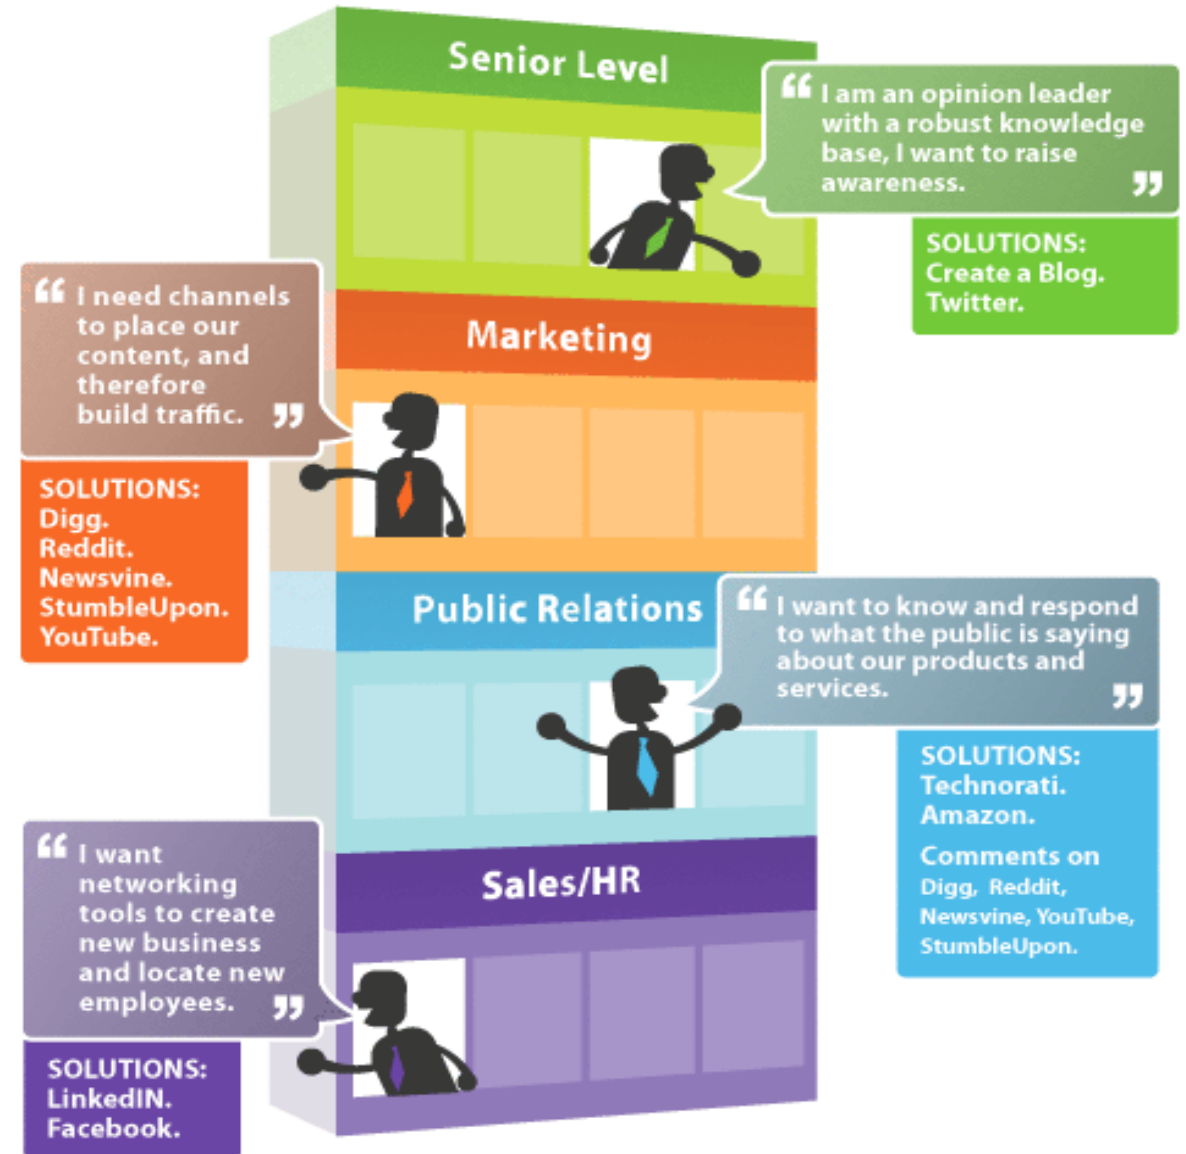 Senior Level
“ I am an opinion leader
with a robust knowledge
base, I want to raise
awareness. ”
SOLUTIONS:
Create a Blog.
Twitter.
Marketing
“ I need channels
to place our
content, and
therefore
build traffic. ”
SOLUTIONS:
Digg.
Reddit.
Newsvine.
StumbleUpon.
YouTube.
Public Relations
“ I want to know and respond
to what the public is saying
about our products and
services. ”
SOLUTIONS:
Technorati.
Amazon.
Comments on
Digg, Reddit,
Newsvine, YouTube,
StumbleUpon.
Sales/HR
“ I want
networking
tools to create
new business
and locate new
employees. ”
SOLUTIONS:
LinkedIN.
Facebook.